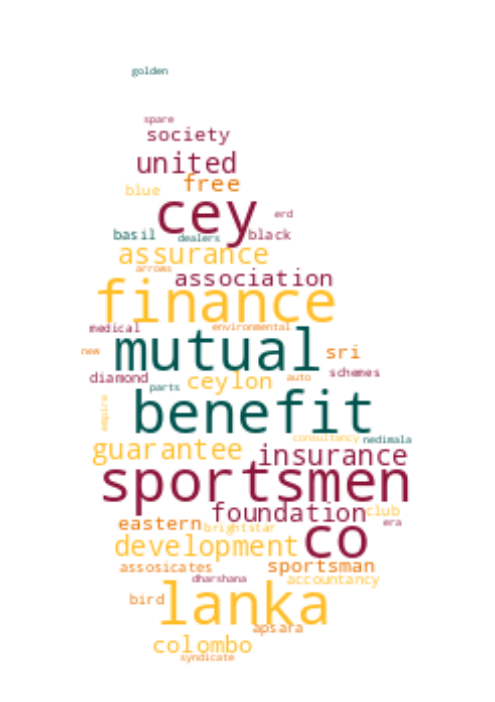 golden
spare
society
united
free
blue
cey
erd
basil
dealers
black
assurance
arrows
association
finance
medical
environmental
mutual
new
sri
diamond
ceylon
auto
schemes
parts
benefit
empire
consultancy
nedimala
guarantee
insurance
sportsmen
foundation
club
eastern
brightstar
era
co
development
assosicates
sportsman
dharshana
accountancy
bird
lanka
apsara
colombo
syndicate